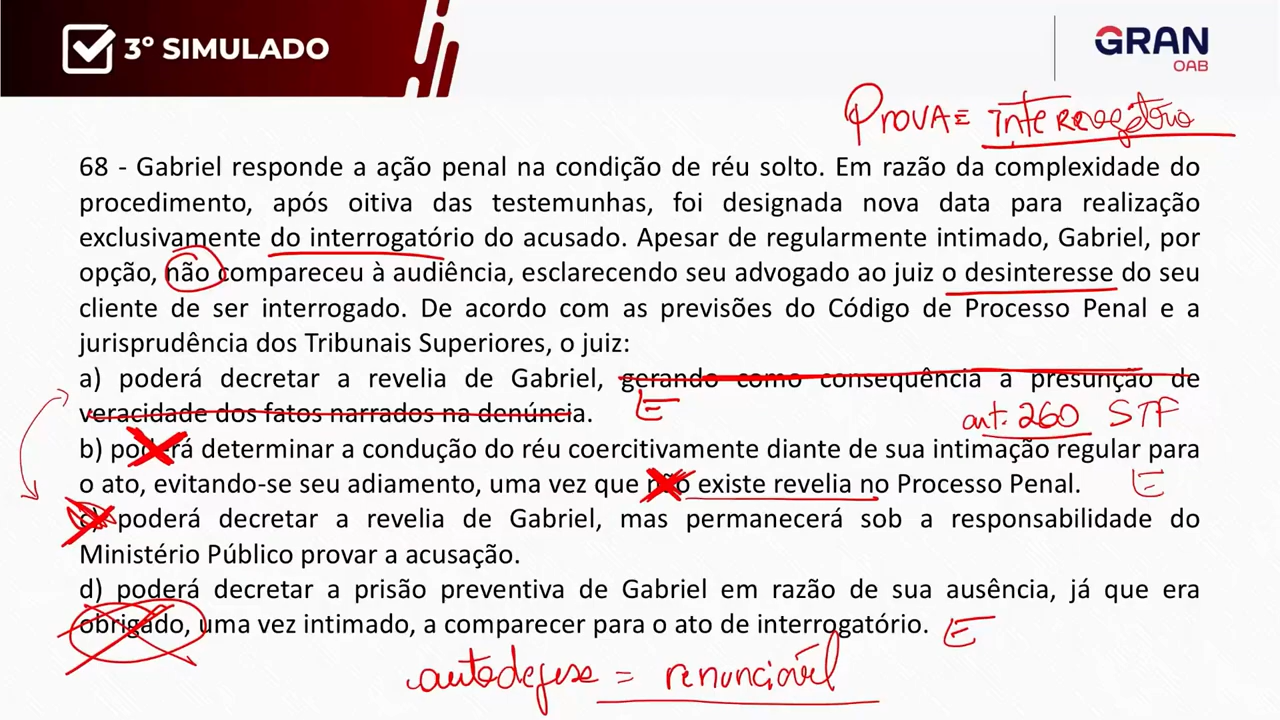 3º SIMULADO
GRAN
OAB
PROVA = interrogatório
68 - Gabriel responde a ação penal na condição de réu solto. Em razão da complexidade do
procedimento, após oitiva das testemunhas, foi designada nova data para realização
exclusivamente do interrogatório do acusado. Apesar de regularmente intimado, Gabriel, por
opção, não compareceu à audiência, esclarecendo seu advogado ao juiz o desinteresse do seu
cliente de ser interrogado. De acordo com as previsões do Código de Processo Penal e a
jurisprudência dos Tribunais Superiores, o juiz:
a) poderá decretar a revelia de Gabriel, gerando como consequência a presunção de
veracidade dos fatos narrados na denúncia. E
art. 260 STF
b) poderá determinar a condução do réu coercitivamente diante de sua intimação regular para
o ato, evitando-se seu adiamento, uma vez que não existe revelia no Processo Penal. E
c) poderá decretar a revelia de Gabriel, mas permanecerá sob a responsabilidade do
Ministério Público provar a acusação.
d) poderá decretar a prisão preventiva de Gabriel em razão de sua ausência, já que era
obrigado, uma vez intimado, a comparecer para o ato de interrogatório. E
autodefesa = renunciável